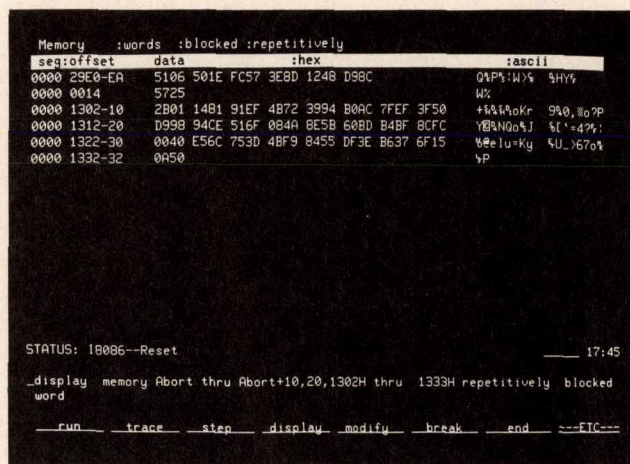 Memory :words :blocked :repetitively
seg:offset data :hex :ascii
0000 29E0-EA 5106 501E FC57 3E8D 1248 D98C
0000 0014 5725
0000 1302-10 2B01 1481 91EF 4B72 3994 B0AC 7FEF 3F50
0000 1312-20 D998 94CE 516F 084A 8E5B 60BD B4BF 8CFC
0000 1322-30 0040 E56C 753D 4BF9 8455 DF3E B637 6F15
0000 1332-32 0A50
STATUS: I8086--Reset 17:45
_display memory Abort thru Abort+10,20,1302H thru 1333H repetitively blocked
word
run trace step display modify break end ---ETC---